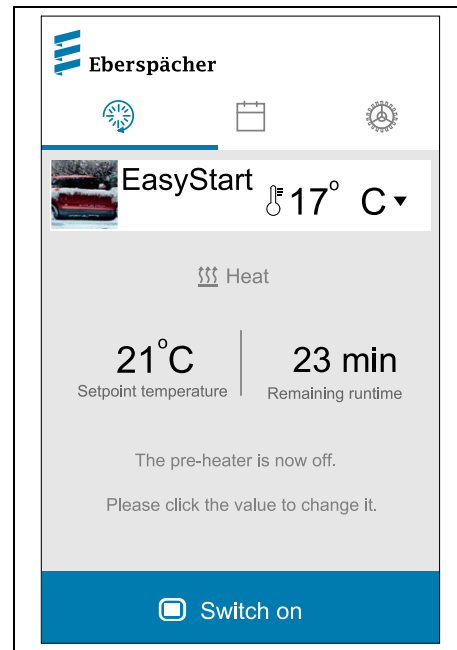 Eberspächer
EasyStart
17° C
Heat
21°C
Setpoint temperature
23 min
Remaining runtime
The pre-heater is now off.
Please click the value to change it.
Switch on